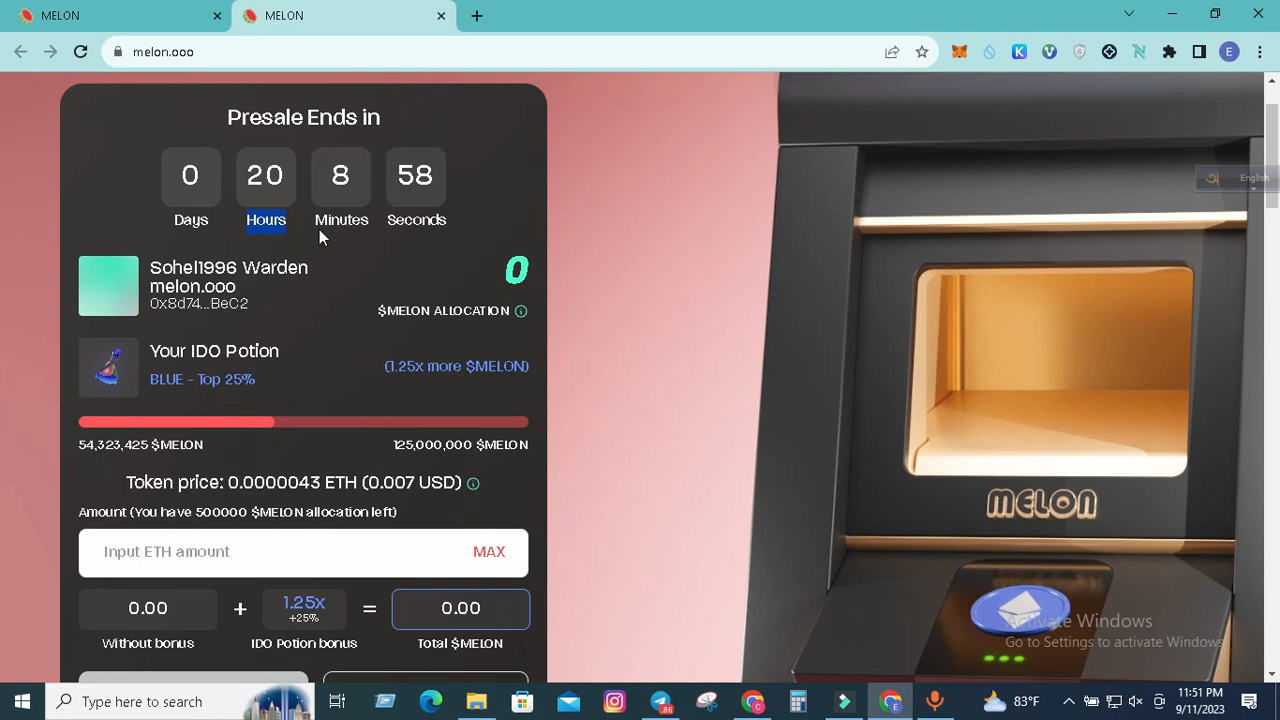 MELON
MELON
melon.ooo
E
Presale Ends in
0 20 8 58
Days Hours Minutes Seconds
Sohel1996 Warden
melon.ooo
0x8d74...BeC2
0
$MELON ALLOCATION
Your IDO Potion
BLUE - Top 25%
(1.25x more $MELON)
54,323,425 $MELON
125,000,000 $MELON
Token price: 0.0000043 ETH (0.007 USD)
Amount (You have 500000 $MELON allocation left)
Input ETH amount
MAX
0.00 + 1.25x = 0.00
+25%
Without bonus IDO Potion bonus Total $MELON
অ English
MELON
Activate Windows
Go to Settings to activate Windows
Type here to search
86
C
E
83°F
11:51 PM
9/11/2023